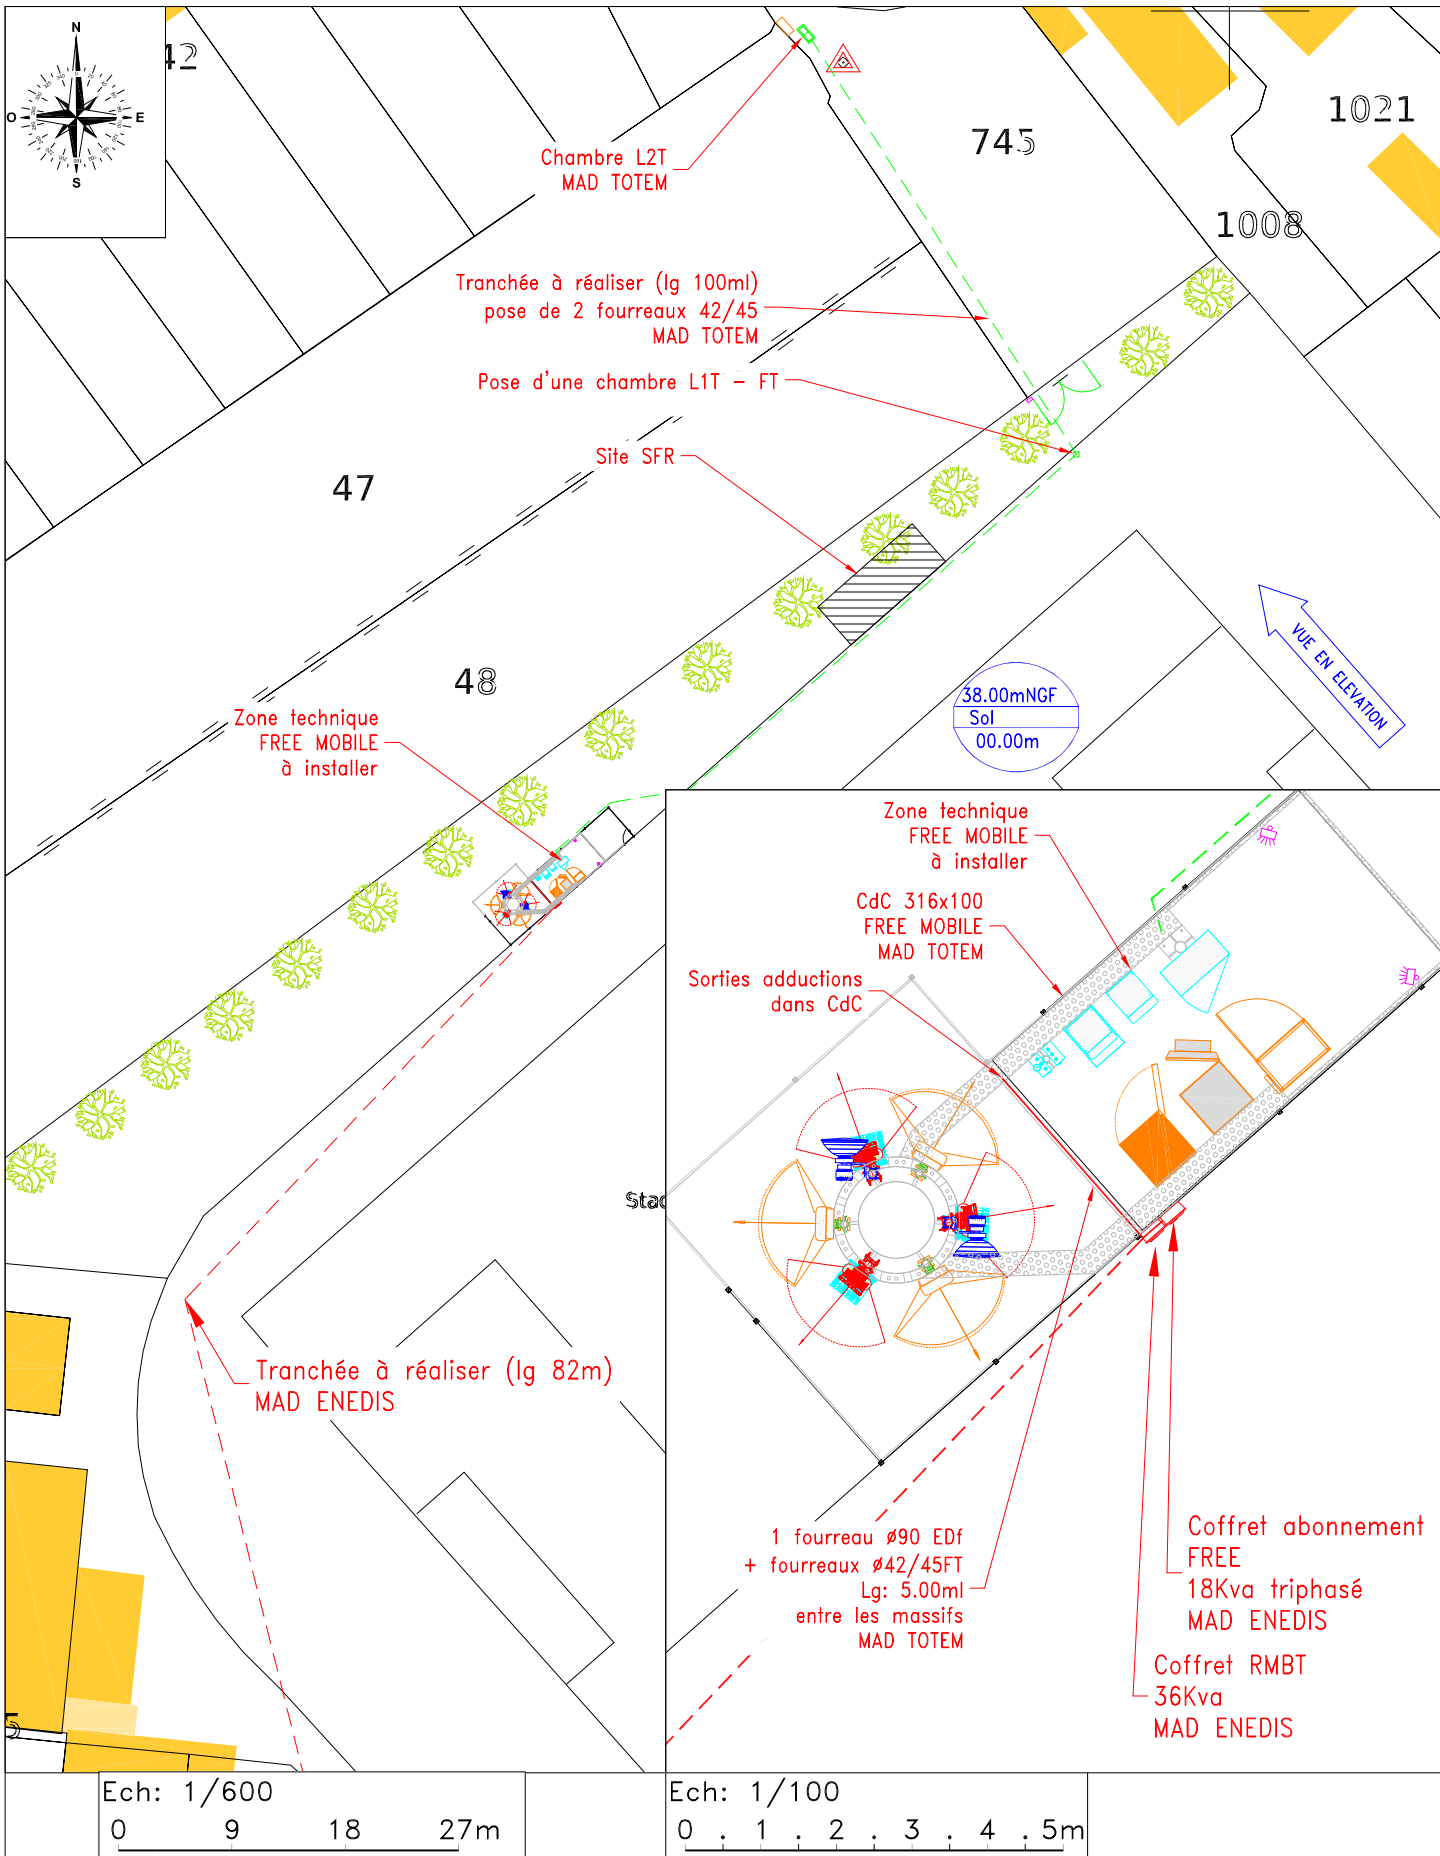 N
O
E
S
42
745
1021
1008
Chambre L2T
MAD TOTEM
Tranchée à réaliser (lg 100ml)
pose de 2 fourreaux 42/45
MAD TOTEM
Pose d'une chambre L1T - FT
Site SFR
47
48
Zone technique
FREE MOBILE
à installer
38.00mNGF
Sol
00.00m
VUE EN ELEVATION
Zone technique
FREE MOBILE
à installer
CdC 316x100
FREE MOBILE
MAD TOTEM
Sorties adductions
dans CdC
Stad
Tranchée à réaliser (lg 82m)
MAD ENEDIS
1 fourreau ø90 EDf
+ fourreaux ø42/45FT
Lg: 5.00ml
entre les massifs
MAD TOTEM
Coffret abonnement
FREE
18Kva triphasé
MAD ENEDIS
Coffret RMBT
36Kva
MAD ENEDIS
5
Ech: 1/600
0 9 18 27m
Ech: 1/100
0 . 1 . 2 . 3 . 4 . 5m